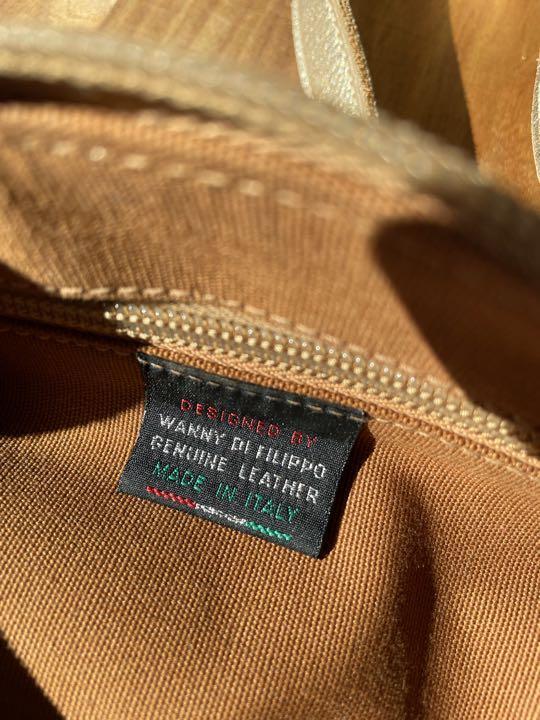 DESIGNED BY
WANNY DI FILIPPO
GENUINE LEATHER
MADE IN ITALY